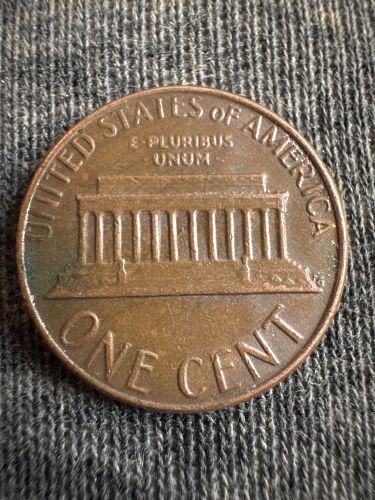 UNITED STATES OF AMERICA
E·PLURIBUS
UNUM
ONE CENT